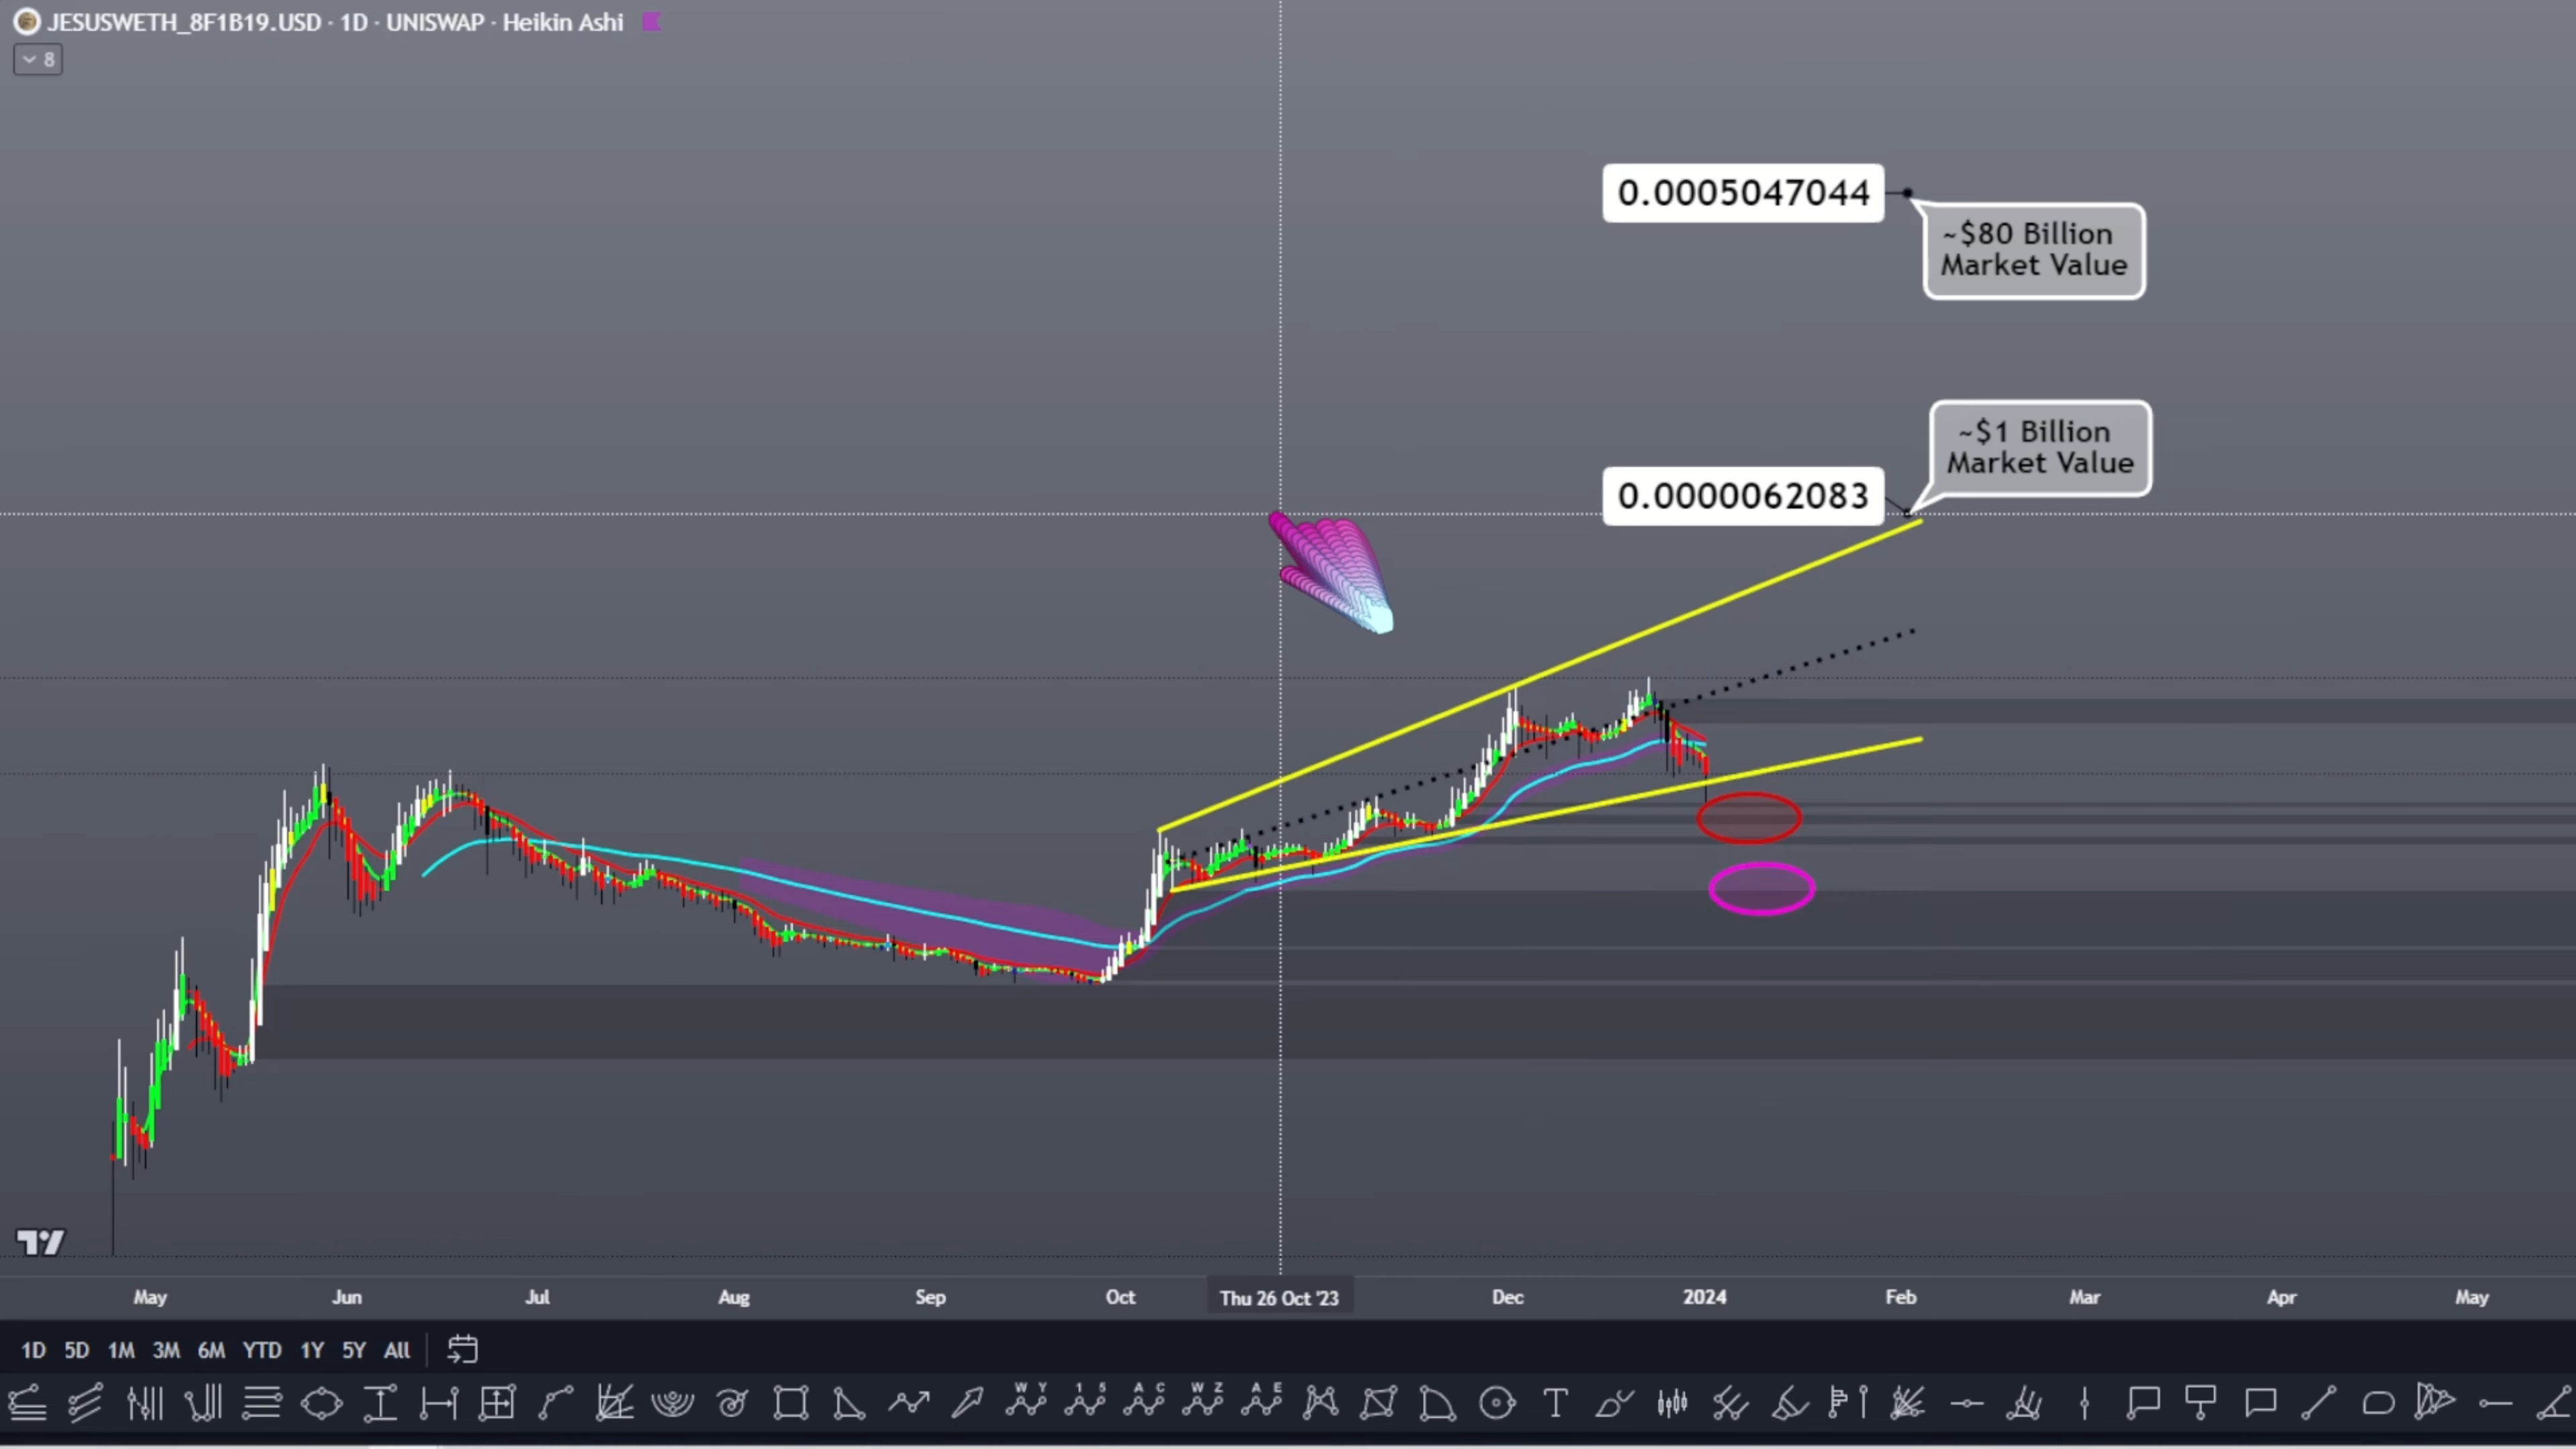 JESUSWETH_8F1B19.USD · 1D · UNISWAP · Heikin Ashi
8
0.0005047044
~$80 Billion
Market Value
~$1 Billion
Market Value
0.0000062083
May Jun Jul Aug Sep Oct Thu 26 Oct '23 Dec 2024 Feb Mar Apr May
1D 5D 1M 3M 6M YTD 1Y 5Y All
W Y 1 5 A C W Z A E T